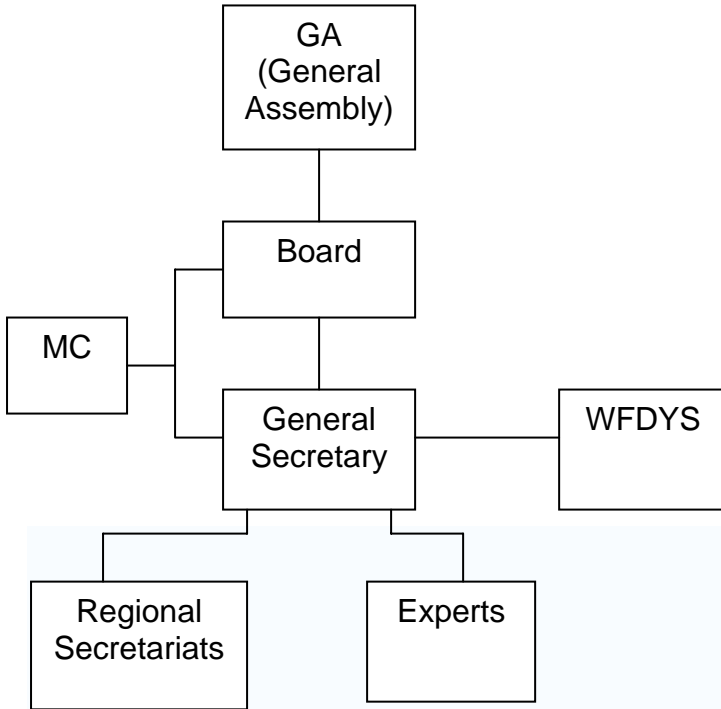 GA
(General
Assembly)
Board
MC
General
Secretary
WFDYS
Regional
Secretariats
Experts